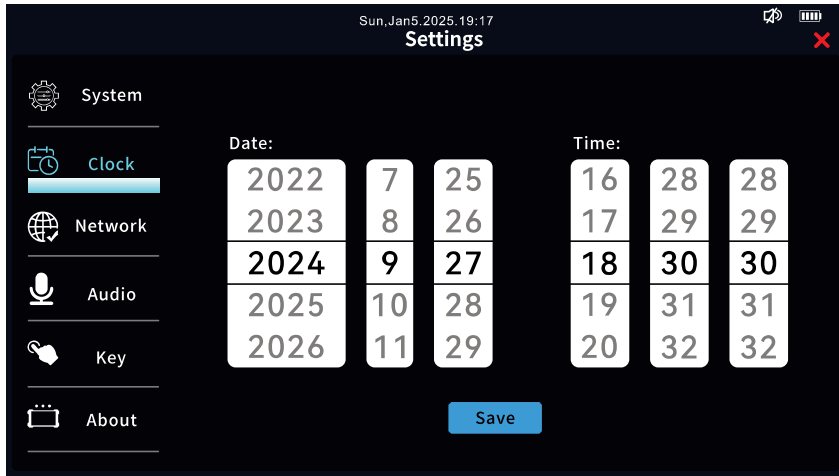 Sun,Jan5.2025.19:17
Settings
System
Clock
Network
Audio
Key
About
Date:
2022 7 25
2023 8 26
2024 9 27
2025 10 28
2026 11 29
Time:
16 28 28
17 29 29
18 30 30
19 31 31
20 32 32
Save